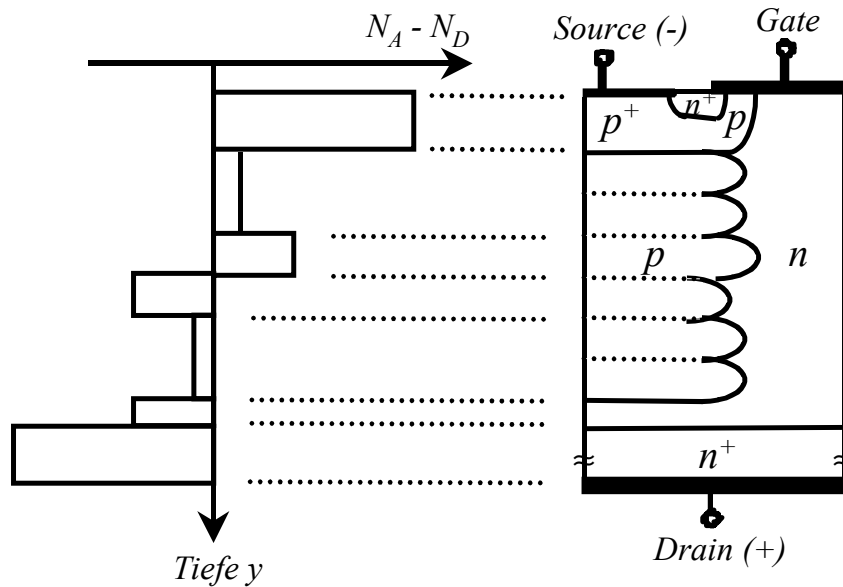 N_A - N_D
Source (-)
Gate
p+
n+
p
p
n
n+
Tiefe y
Drain (+)